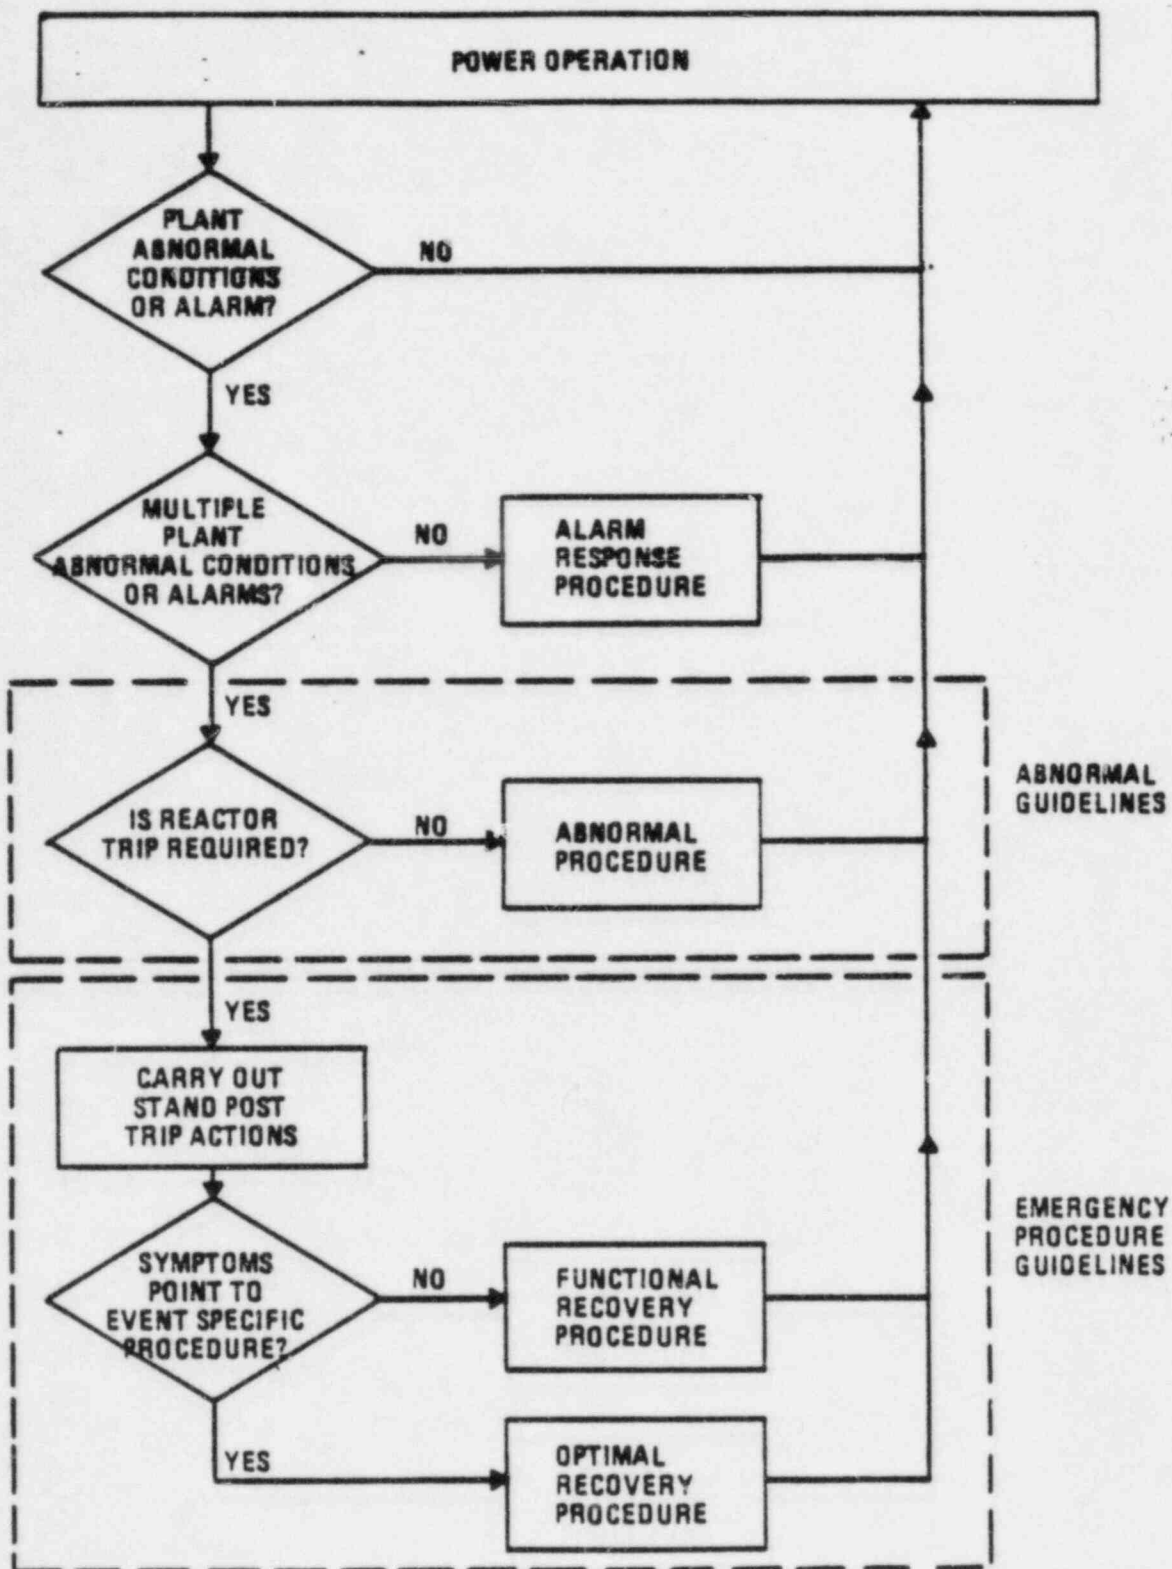 POWER OPERATION
PLANT
ABNORMAL
CONDITIONS
OR ALARM?
NO
YES
MULTIPLE
PLANT
ABNORMAL CONDITIONS
OR ALARMS?
NO
ALARM
RESPONSE
PROCEDURE
YES
IS REACTOR
TRIP REQUIRED?
NO
ABNORMAL
PROCEDURE
ABNORMAL
GUIDELINES
YES
CARRY OUT
STAND POST
TRIP ACTIONS
SYMPTOMS
POINT TO
EVENT SPECIFIC
PROCEDURE?
NO
FUNCTIONAL
RECOVERY
PROCEDURE
EMERGENCY
PROCEDURE
GUIDELINES
YES
OPTIMAL
RECOVERY
PROCEDURE